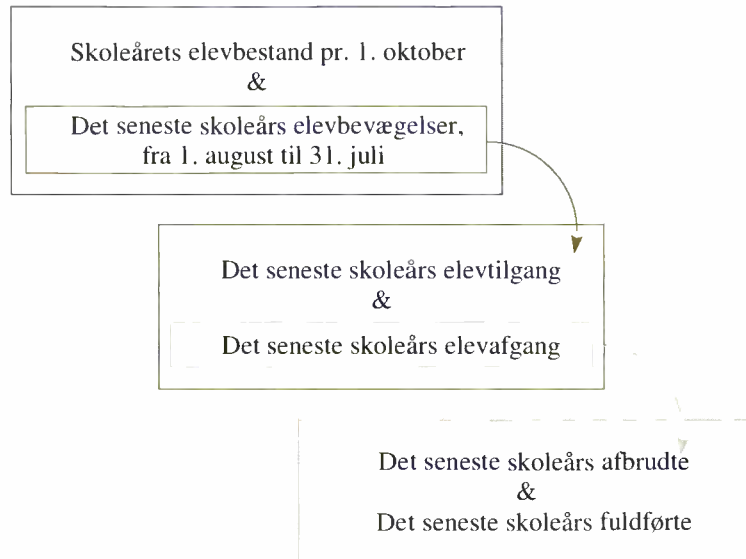 Skoleårets elevbestand pr. 1. oktober
&
Det seneste skoleårs elevbevægelser,
fra 1. august til 31. juli
Det seneste skoleårs elevtilgang
&
Det seneste skoleårs elevafgang
Det seneste skoleårs afbrudte
&
Det seneste skoleårs fuldførte